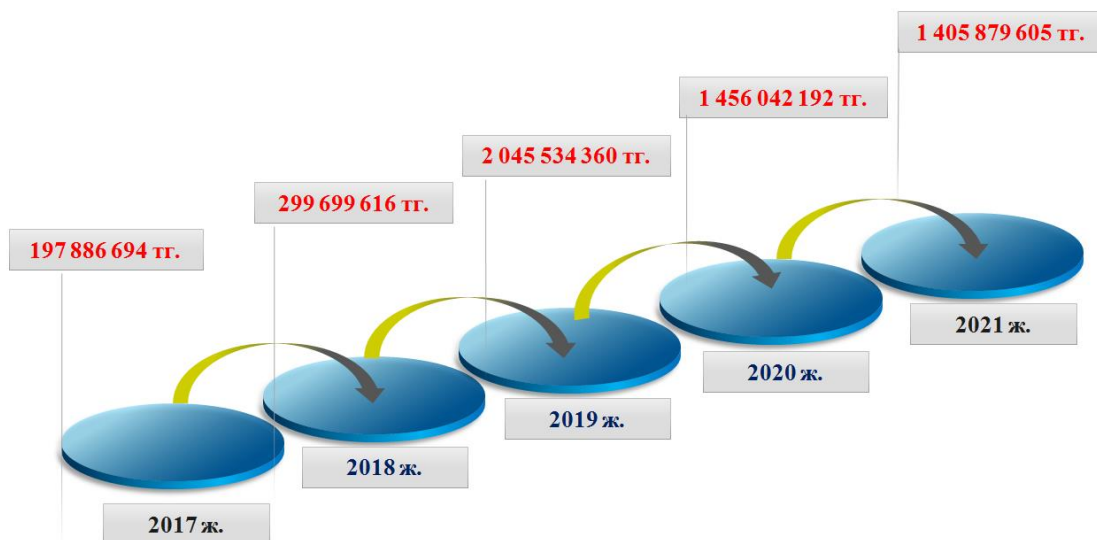 197 886 694 тг.
2017 ж.
299 699 616 тг.
2018 ж.
2 045 534 360 тг.
2019 ж.
1 456 042 192 тг.
2020 ж.
1 405 879 605 тг.
2021 ж.